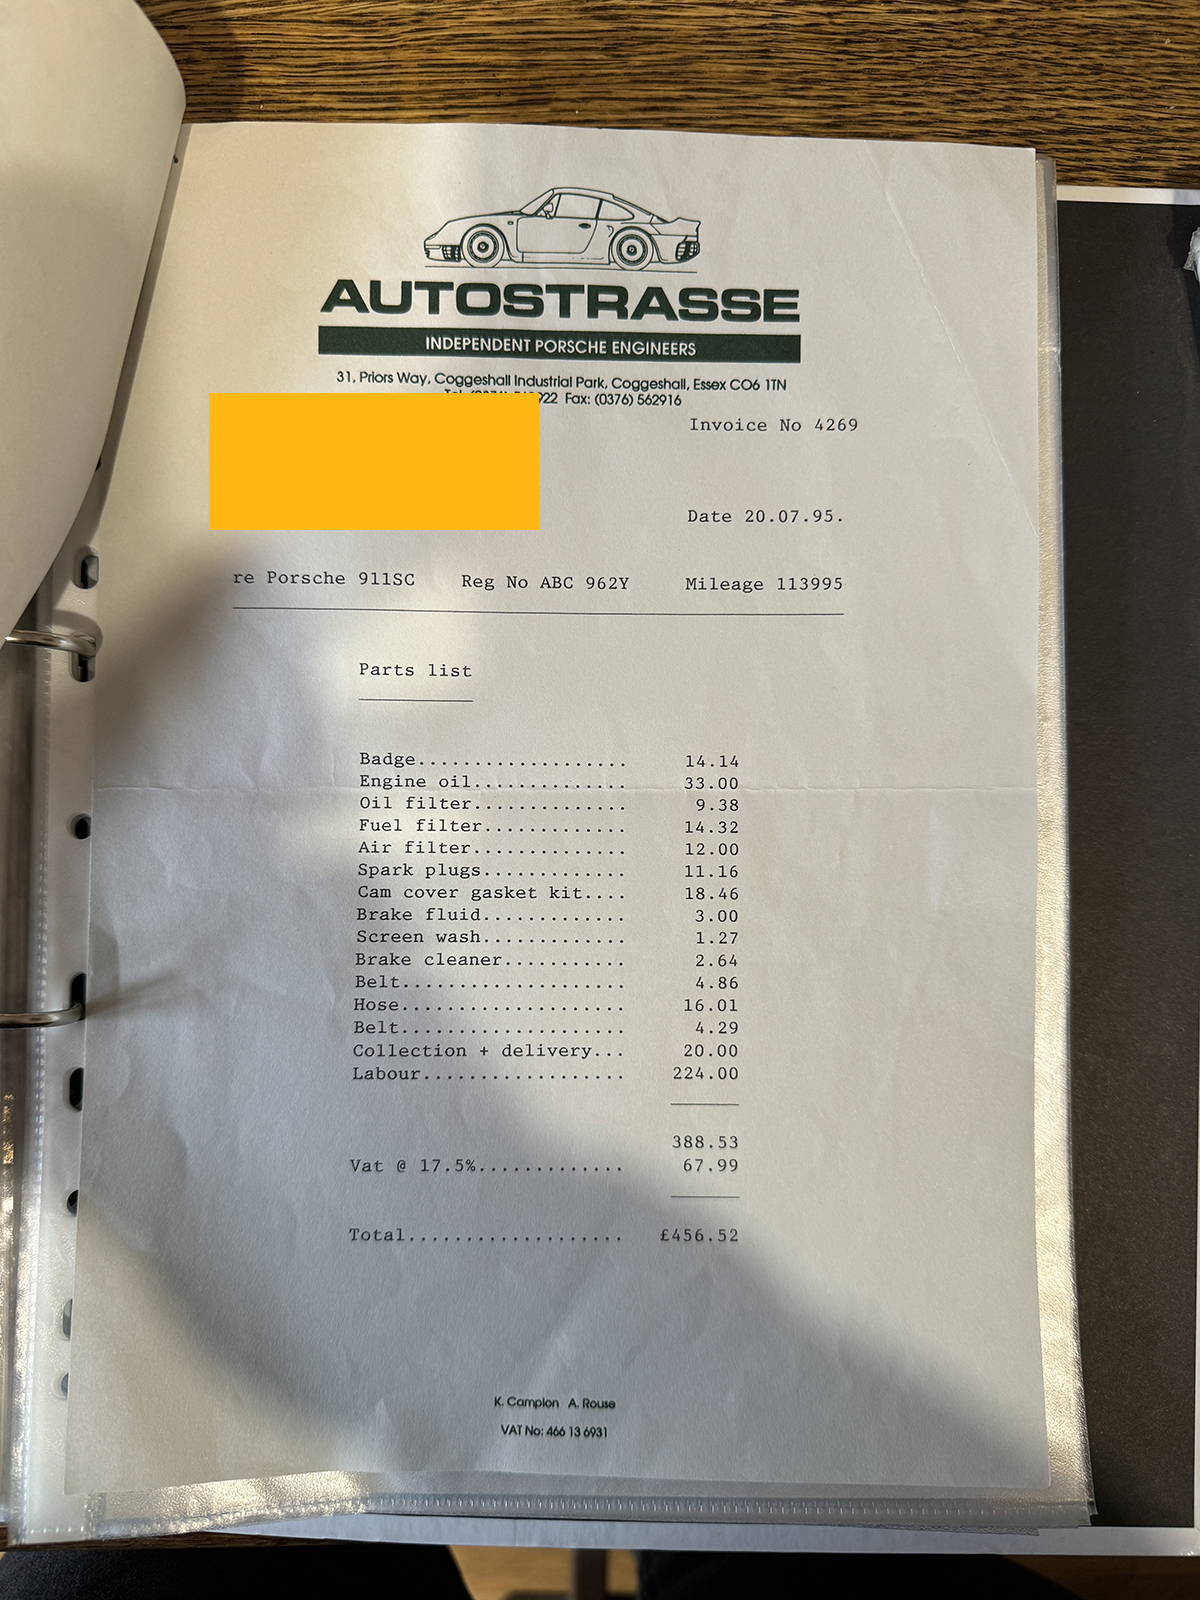 AUTOSTRASSE
INDEPENDENT PORSCHE ENGINEERS
31, Priors Way, Coggeshall Industrial Park, Coggeshall, Essex CO6 1TN
922 Fax: (0376) 562916
Invoice No 4269
Date 20.07.95.
re Porsche 911SC Reg No ABC 962Y Mileage 113995
Parts list
Badge................... 14.14
Engine oil.............. 33.00
Oil filter.............. 9.38
Fuel filter............. 14.32
Air filter.............. 12.00
Spark plugs............. 11.16
Cam cover gasket kit.... 18.46
Brake fluid............. 3.00
Screen wash............. 1.27
Brake cleaner........... 2.64
Belt.................... 4.86
Hose.................... 16.01
Belt.................... 4.29
Collection + delivery... 20.00
Labour.................. 224.00
388.53
Vat @ 17.5%............. 67.99
Total................... £456.52
K. Campion A. Rouse
VAT No: 466 13 6931